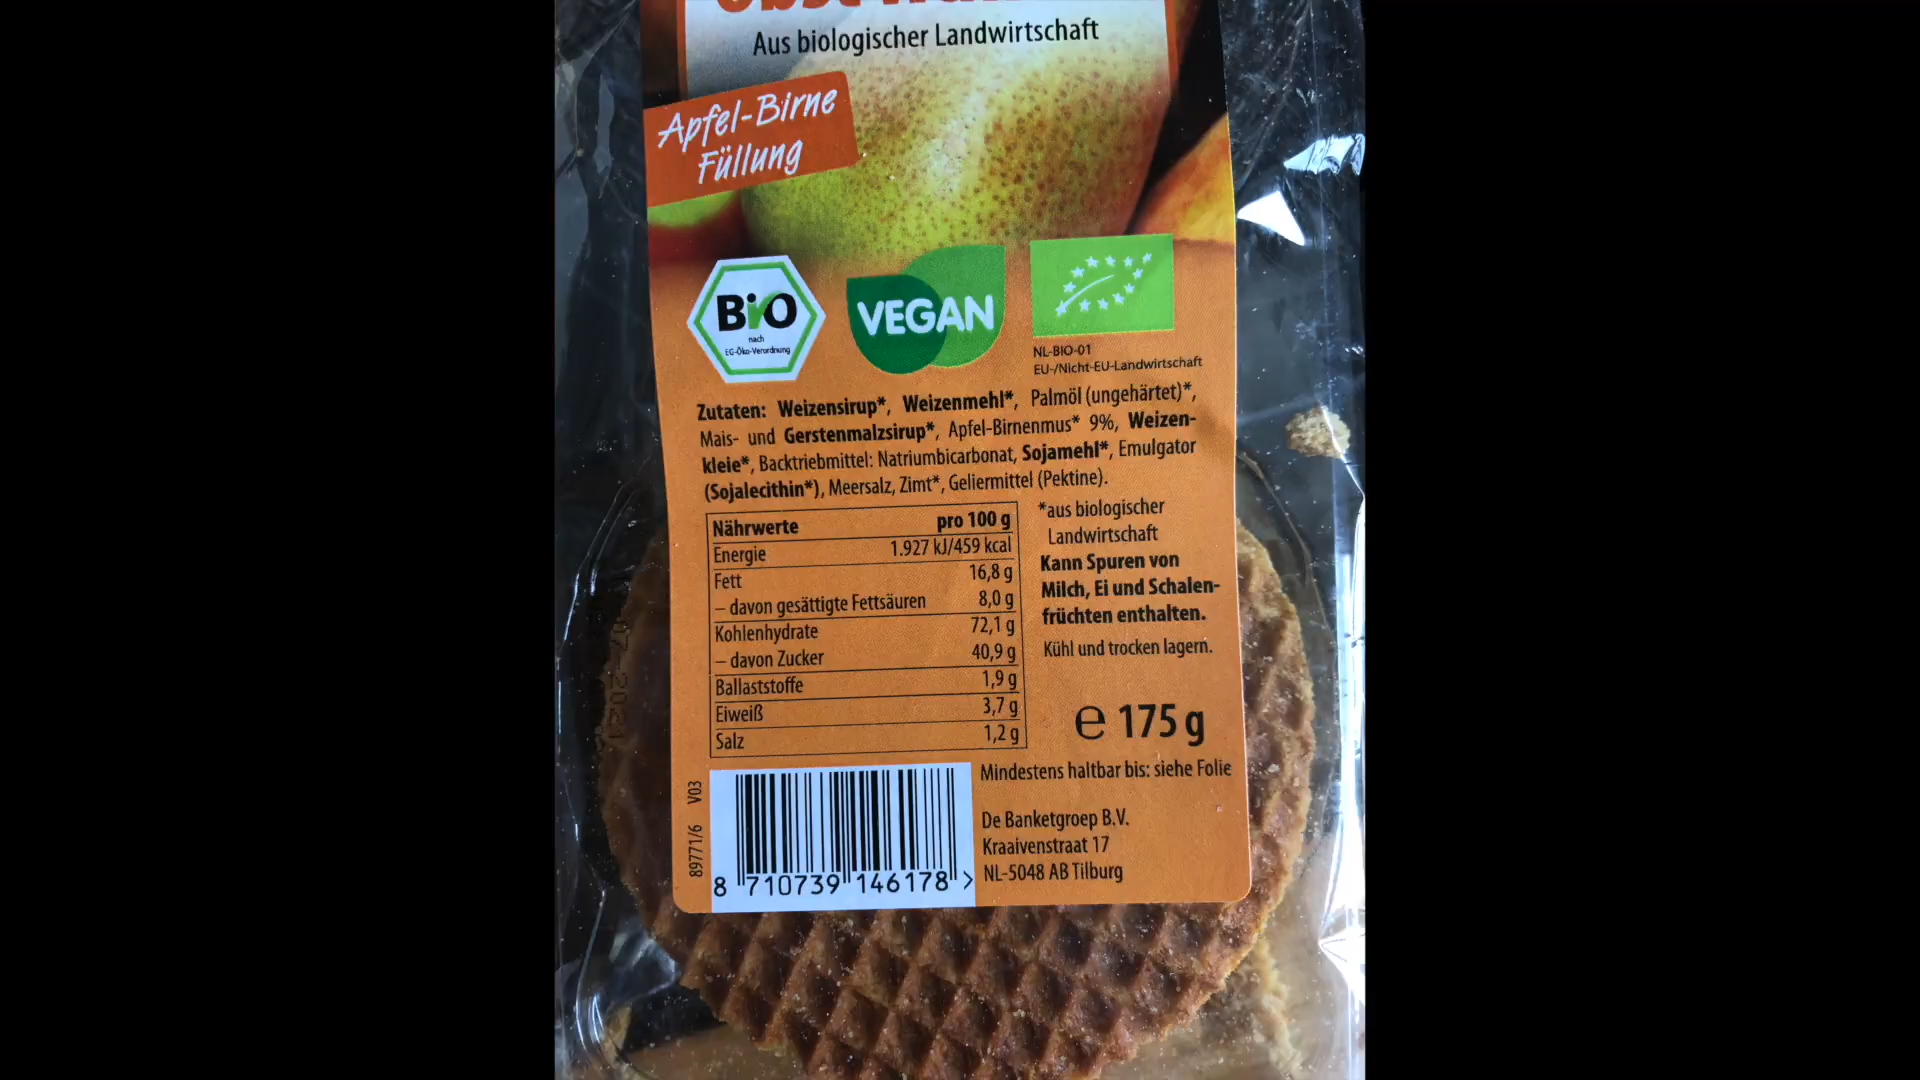 Aus biologischer Landwirtschaft
Apfel-Birne
Füllung
BiO
nach
EG-Öko-Verordnung
VEGAN
NL-BIO-01
EU-/Nicht-EU-Landwirtschaft
Zutaten: Weizensirup*, Weizenmehl*, Palmöl (ungehärtet)*,
Mais- und Gerstenmalzsirup*, Apfel-Birnenmus* 9%, Weizen-
kleie*, Backtriebmittel: Natriumbicarbonat, Sojamehl*, Emulgator
(Sojalecithin*), Meersalz, Zimt*, Geliermittel (Pektine).
Nährwerte pro 100 g
Energie 1.927 kJ/459 kcal
Fett 16,8 g
– davon gesättigte Fettsäuren 8,0 g
Kohlenhydrate 72,1 g
– davon Zucker 40,9 g
Ballaststoffe 1,9 g
Eiweiß 3,7 g
Salz 1,2 g
*aus biologischer
Landwirtschaft
Kann Spuren von
Milch, Ei und Schalen-
früchten enthalten.
Kühl und trocken lagern.
℮ 175 g
Mindestens haltbar bis: siehe Folie
De Banketgroep B.V.
Kraaivenstraat 17
NL-5048 AB Tilburg
89771/6 V03
8 710739 146178 >